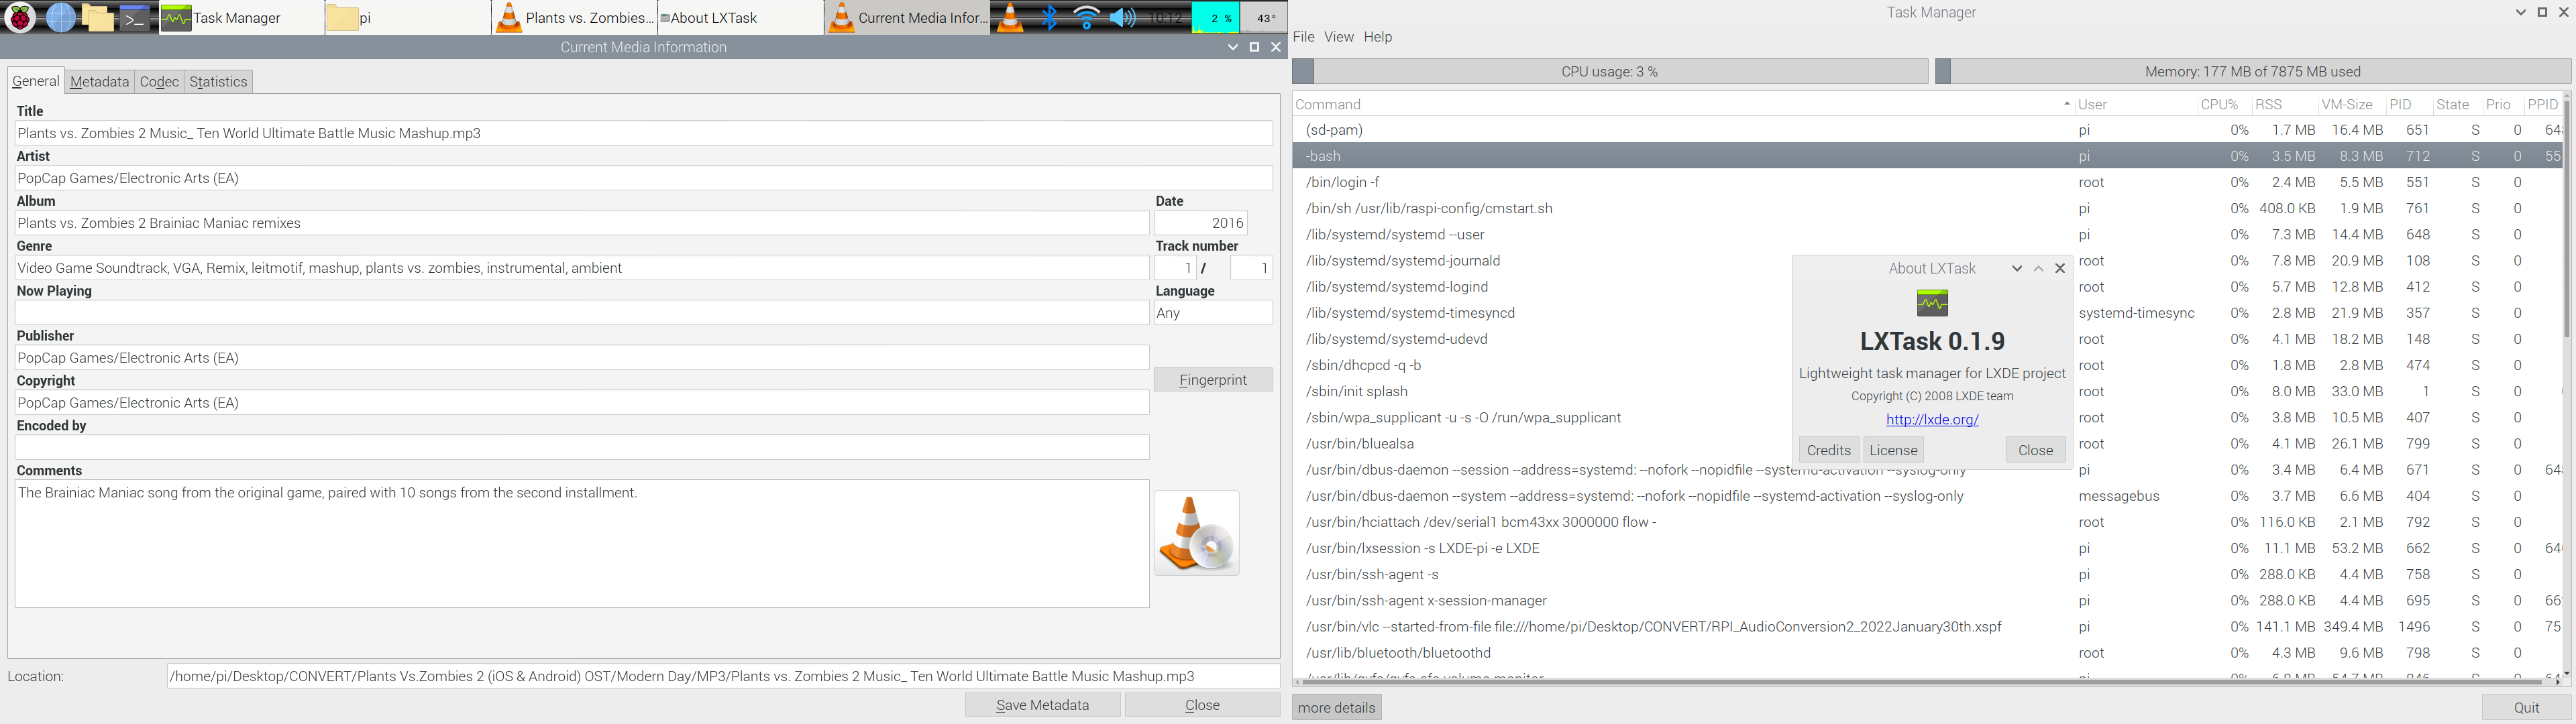 Task Manager
pi
Plants vs. Zombies...
About LXTask
Current Media Infor...
10:12
2 %
43°
Current Media Information
General
Metadata
Codec
Statistics
Title
Plants vs. Zombies 2 Music_ Ten World Ultimate Battle Music Mashup.mp3
Artist
PopCap Games/Electronic Arts (EA)
Album
Date
Plants vs. Zombies 2 Brainiac Maniac remixes
2016
Genre
Track number
Video Game Soundtrack, VGA, Remix, leitmotif, mashup, plants vs. zombies, instrumental, ambient
1 / 1
Now Playing
Language
Any
Publisher
PopCap Games/Electronic Arts (EA)
Copyright
Fingerprint
PopCap Games/Electronic Arts (EA)
Encoded by
Comments
The Brainiac Maniac song from the original game, paired with 10 songs from the second installment.
Location:
/home/pi/Desktop/CONVERT/Plants Vs.Zombies 2 (iOS & Android) OST/Modern Day/MP3/Plants vs. Zombies 2 Music_ Ten World Ultimate Battle Music Mashup.mp3
Save Metadata
Close
Task Manager
File View Help
CPU usage: 3 %
Memory: 177 MB of 7875 MB used
Command User CPU% RSS VM-Size PID State Prio PPID
(sd-pam) pi 0% 1.7 MB 16.4 MB 651 S 0 64
-bash pi 0% 3.5 MB 8.3 MB 712 S 0 55
/bin/login -f root 0% 2.4 MB 5.5 MB 551 S 0
/bin/sh /usr/lib/raspi-config/cmstart.sh pi 0% 408.0 KB 1.9 MB 761 S 0
/lib/systemd/systemd --user pi 0% 7.3 MB 14.4 MB 648 S 0
/lib/systemd/systemd-journald root 0% 7.8 MB 20.9 MB 108 S 0
/lib/systemd/systemd-logind root 0% 5.7 MB 12.8 MB 412 S 0
/lib/systemd/systemd-timesyncd systemd-timesync 0% 2.8 MB 21.9 MB 357 S 0
/lib/systemd/systemd-udevd root 0% 4.1 MB 18.2 MB 148 S 0
/sbin/dhcpcd -q -b root 0% 1.8 MB 2.8 MB 474 S 0
/sbin/init splash root 0% 8.0 MB 33.0 MB 1 S 0
/sbin/wpa_supplicant -u -s -O /run/wpa_supplicant root 0% 3.8 MB 10.5 MB 407 S 0
/usr/bin/bluealsa root 0% 4.1 MB 26.1 MB 799 S 0
/usr/bin/dbus-daemon --session --address=systemd: --nofork --nopidfile --systemd-activation --syslog-only pi 0% 3.4 MB 6.4 MB 671 S 0 64
/usr/bin/dbus-daemon --system --address=systemd: --nofork --nopidfile --systemd-activation --syslog-only messagebus 0% 3.7 MB 6.6 MB 404 S 0
/usr/bin/hciattach /dev/serial1 bcm43xx 3000000 flow - root 0% 116.0 KB 2.1 MB 792 S 0
/usr/bin/lxsession -s LXDE-pi -e LXDE pi 0% 11.1 MB 53.2 MB 662 S 0 64
/usr/bin/ssh-agent -s pi 0% 288.0 KB 4.4 MB 758 S 0
/usr/bin/ssh-agent x-session-manager pi 0% 288.0 KB 4.4 MB 695 S 0 66
/usr/bin/vlc --started-from-file file:///home/pi/Desktop/CONVERT/RPI_AudioConversion2_2022January30th.xspf pi 0% 141.1 MB 349.4 MB 1496 S 0 75
/usr/lib/bluetooth/bluetoothd root 0% 4.3 MB 9.6 MB 798 S 0
About LXTask
LXTask 0.1.9
Lightweight task manager for LXDE project
Copyright (C) 2008 LXDE team
http://lxde.org/
Credits
License
Close
more details
Quit